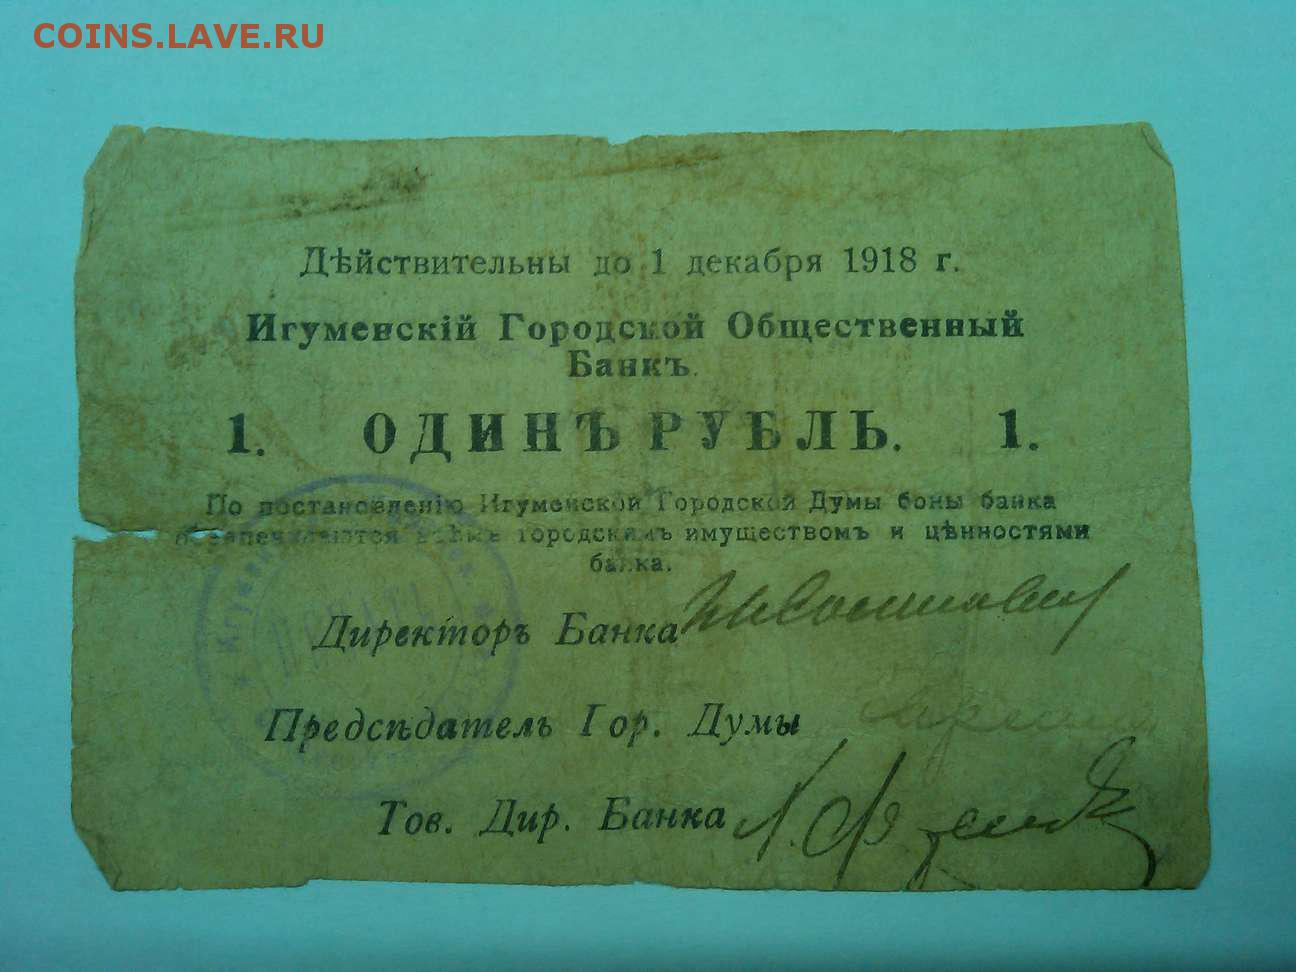 COINS.LAVE.RU
Дѣйствительны до 1 декабря 1918 г.
Игуменскій Городской Общественный
Банкъ.
1. ОДИНЪ РУБЛЬ. 1.
По постановленію Игуменской Городской Думы боны банка
обезпечиваются всѣмъ городскимъ имуществомъ и цѣнностями
банка.
Директоръ Банка
Предсѣдатель Гор. Думы
Тов. Дир. Банка